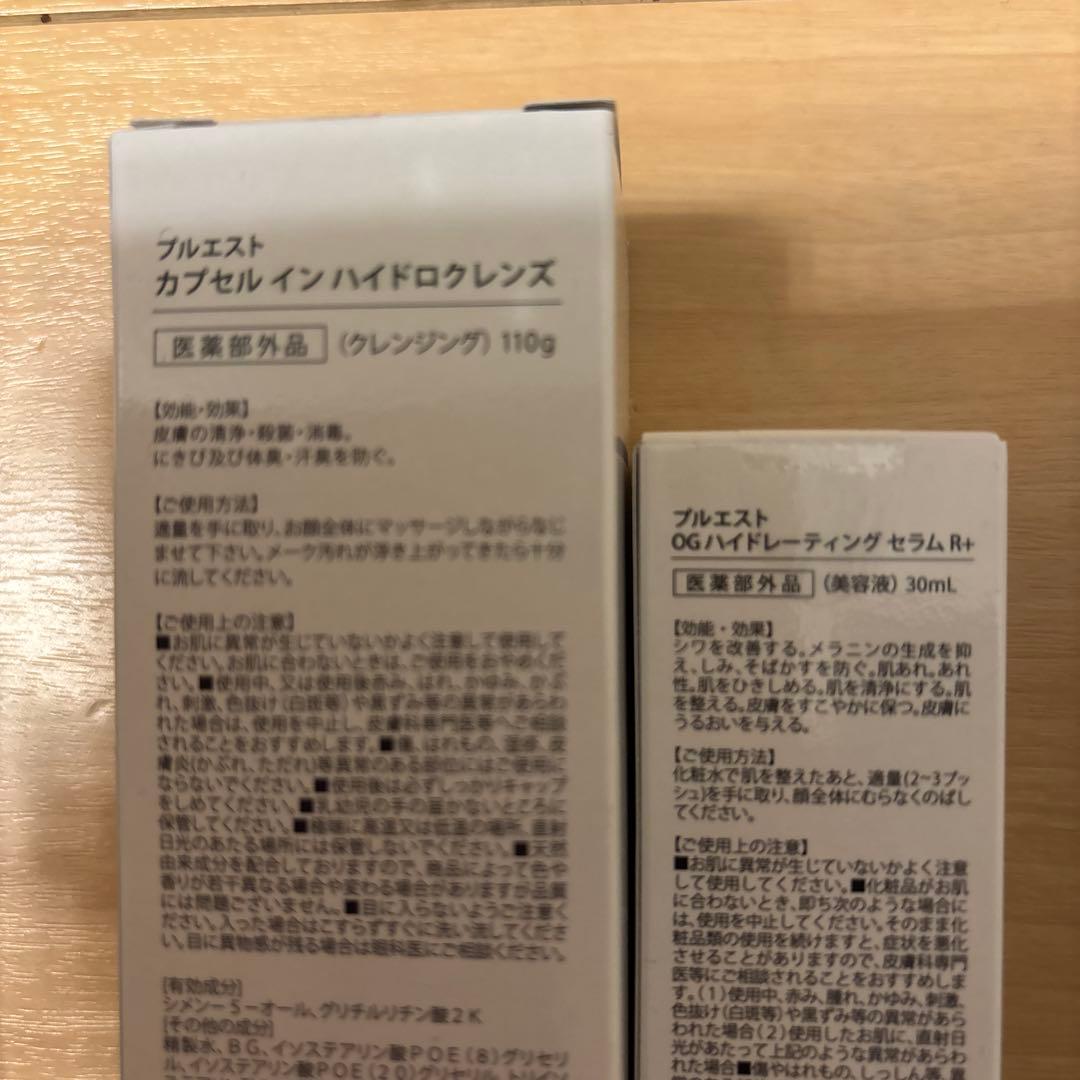 プルエスト
カプセル イン ハイドロクレンズ
医薬部外品 (クレンジング) 110g
【効能・効果】
皮膚の清浄・殺菌・消毒。
にきび及び体臭・汗臭を防ぐ。
【ご使用方法】
適量を手に取り、お顔全体にマッサージしながらなじ
ませて下さい。メーク汚れが浮き上がってきたら十分
に流してください。
【ご使用上の注意】
■お肌に異常が生じていないかよく注意して使用して
ください。お肌に合わないときは、ご使用をおやめくだ
さい。■使用中、又は使用後赤み、はれ、かゆみ、かぶ
れ、刺激、色抜け(白斑等)や黒ずみ等の異常があらわ
れた場合は、使用を中止し、皮膚科専門医等へご相談
されることをおすすめします。■傷、はれもの、湿疹、皮
膚炎(かぶれ、ただれ)等異常のある部位にはご使用に
ならないでください。■使用後は必ずしっかりキャップ
をしめてください。■乳幼児の手の届かないところに
保管してください。■極端に高温又は低温の場所、直射
日光のあたる場所には保管しないでください。■天然
由来成分を配合しておりますので、商品によって色や
香りが若干異なる場合や変わる場合がありますが品質
には問題ございません。■目に入らないようご注意く
ださい。入った場合はこすらずすぐに洗い流してくださ
い。目に異物感が残る場合は眼科医にご相談ください。
[有効成分]
シメン－5－オール、グリチルリチン酸2K
[その他の成分]
精製水、BG、イソステアリン酸POE(8)グリセリ
ル、イソステアリン酸POE(20)グリセリル、トリイソ
プルエスト
OG ハイドレーティング セラム R+
医薬部外品 (美容液) 30mL
【効能・効果】
シワを改善する。メラニンの生成を抑
え、しみ、そばかすを防ぐ。肌あれ。あれ
性。肌をひきしめる。肌を清浄にする。肌
を整える。皮膚をすこやかに保つ。皮膚に
うるおいを与える。
【ご使用方法】
化粧水で肌を整えたあと、適量(2~3プッ
シュ)を手に取り、顔全体にむらなくのばし
てください。
【ご使用上の注意】
■お肌に異常が生じていないかよく注意
して使用してください。■化粧品がお肌
に合わないとき、即ち次のような場合に
は、使用を中止してください。そのまま化
粧品類の使用を続けますと、症状を悪化
させることがありますので、皮膚科専門
医等にご相談されることをおすすめしま
す。(1)使用中、赤み、腫れ、かゆみ、刺激、
色抜け(白斑等)や黒ずみ等の異常があら
われた場合(2)使用したお肌に、直射日
光があたって上記のような異常があらわ
れた場合■傷やはれもの、しっしん等、異